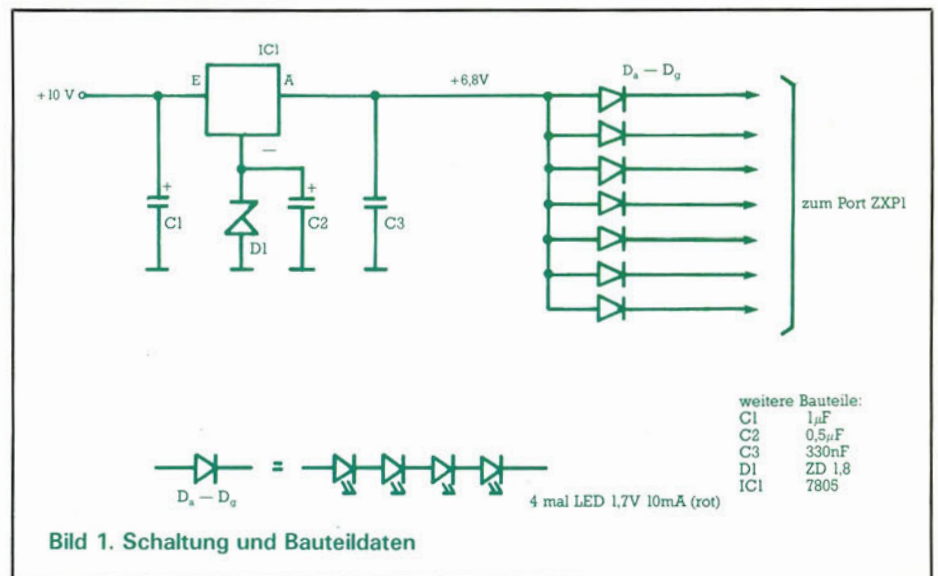 IC1
E
A
+10 V
+6,8V
Da — Dg
—
+
C1
+
C2
C3
D1
zum Port ZXP1
weitere Bauteile:
C1 1µF
C2 0,5µF
C3 330nF
D1 ZD 1,8
IC1 7805
=
Da — Dg
4 mal LED 1,7V 10mA (rot)
Bild 1. Schaltung und Bauteildaten